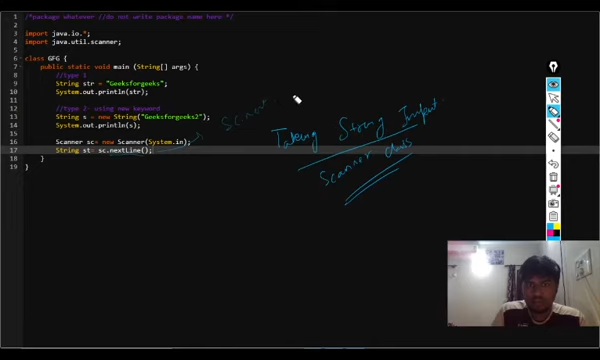 /*package whatever //do not write package name here */
import java.io.*;
import java.util.scanner;
class GFG {
public static void main (String[] args) {
//Type 1
String str = "Geeksforgeeks";
System.out.println(str);
//Type 2- using new keyword
String s = new String("Geeksforgeeks2");
System.out.println(s);
Scanner sc= new Scanner(System.in);
String st= sc.nextLine();
}
}
Taking String Input
Scanner class